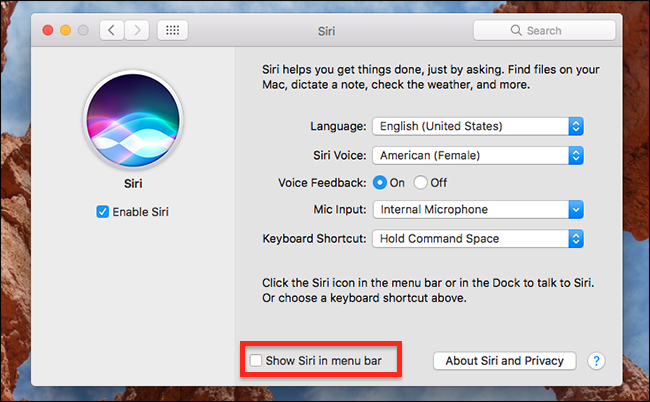 Siri
Search
Siri helps you get things done, just by asking. Find files on your
Mac, dictate a note, check the weather, and more.
Siri
Enable Siri
Language: English (United States)
Siri Voice: American (Female)
Voice Feedback: On Off
Mic Input: Internal Microphone
Keyboard Shortcut: Hold Command Space
Click the Siri icon in the menu bar or in the Dock to talk to Siri.
Or choose a keyboard shortcut above.
Show Siri in menu bar About Siri and Privacy ?